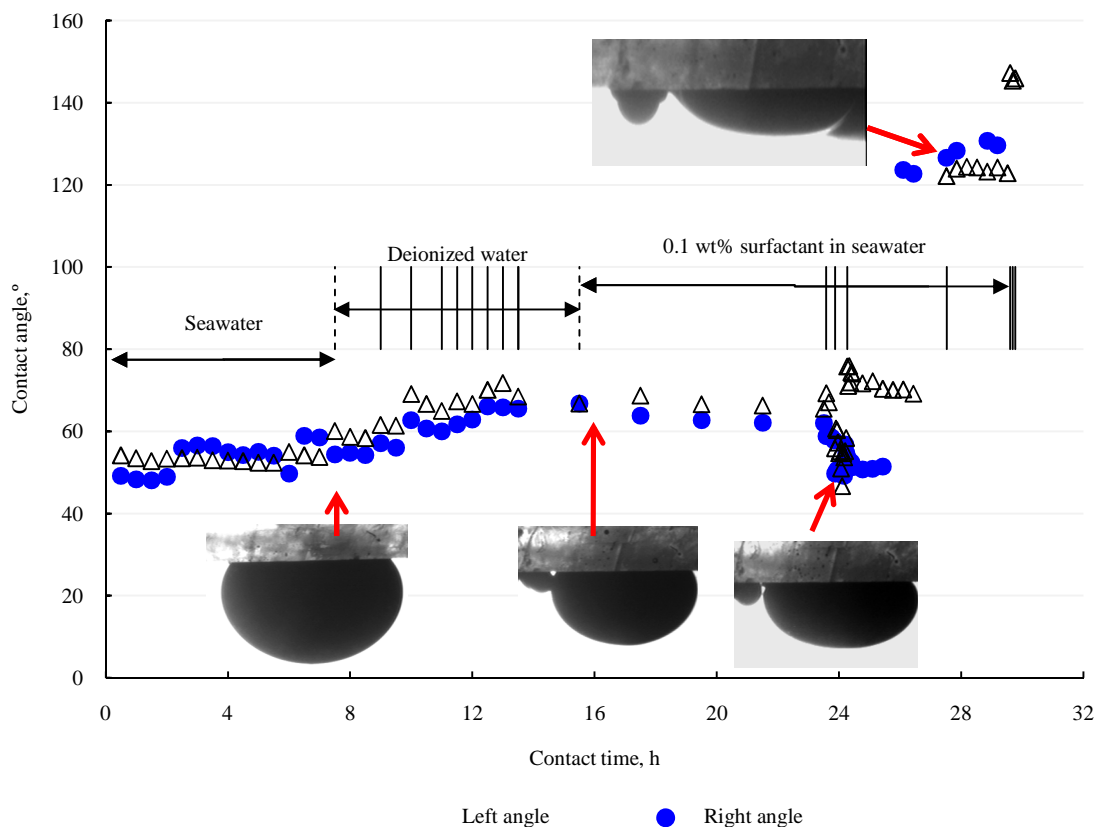 160
140
120
100
80
60
40
20
0
Contact angle,º
Deionized water
0.1 wt% surfactant in seawater
Seawater
0 4 8 12 16 20 24 28 32
Contact time, h
Left angle Right angle